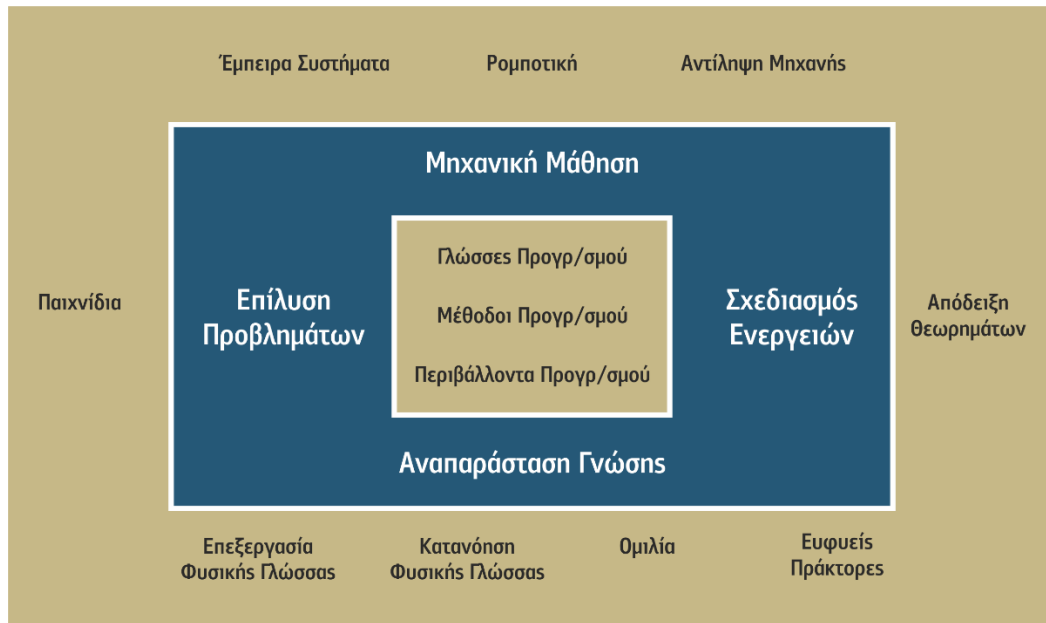 Έμπειρα Συστήματα
Ρομποτική
Αντίληψη Μηχανής
Μηχανική Μάθηση
Παιχνίδια
Επίλυση
Προβλημάτων
Γλώσσες Προγρ/σμού
Μέθοδοι Προγρ/σμού
Περιβάλλοντα Προγρ/σμού
Σχεδιασμός
Ενεργειών
Απόδειξη
Θεωρημάτων
Αναπαράσταση Γνώσης
Επεξεργασία
Φυσικής Γλώσσας
Κατανόηση
Φυσικής Γλώσσας
Ομιλία
Ευφυείς
Πράκτορες